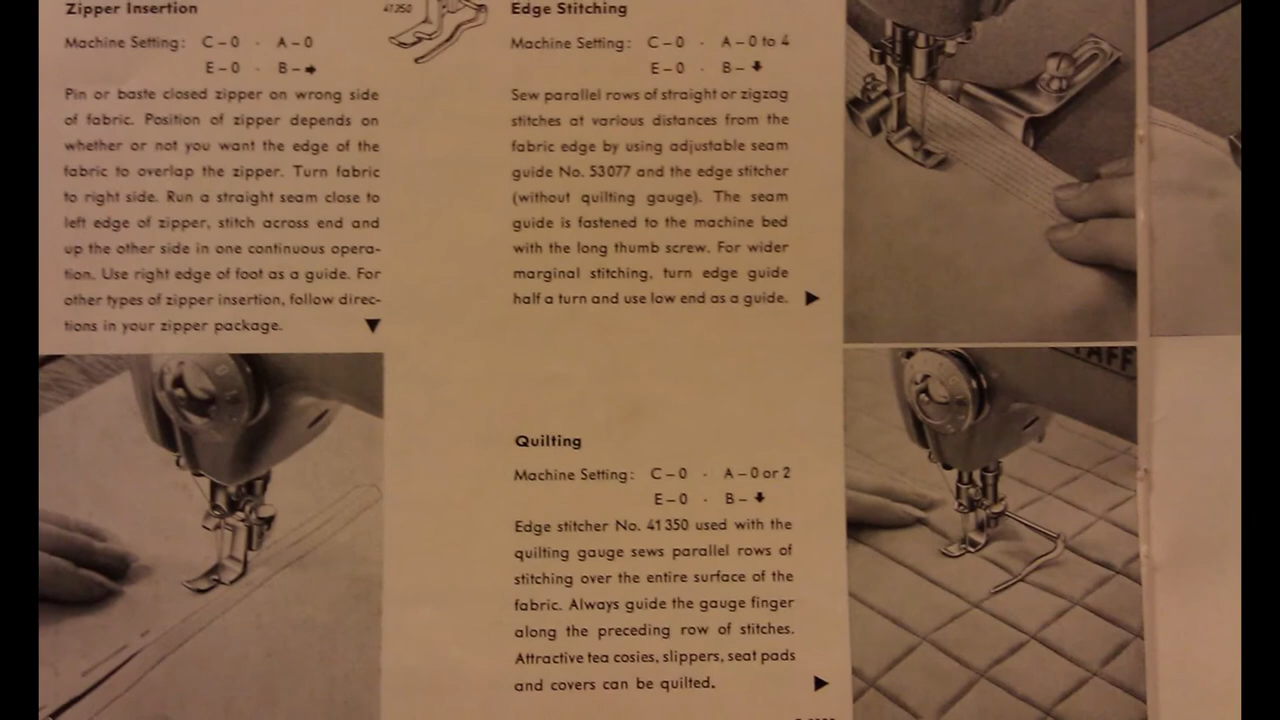 Zipper Insertion
Machine Setting: C – 0 · A – 0
E – 0 · B – ➡
Pin or baste closed zipper on wrong side
of fabric. Position of zipper depends on
whether or not you want the edge of the
fabric to overlap the zipper. Turn fabric
to right side. Run a straight seam close to
left edge of zipper, stitch across end and
up the other side in one continuous opera-
tion. Use right edge of foot as a guide. For
other types of zipper insertion, follow direc-
tions in your zipper package. ▼
41350
Edge Stitching
Machine Setting: C – 0 · A – 0 to 4
E – 0 · B – ⬇
Sew parallel rows of straight or zigzag
stitches at various distances from the
fabric edge by using adjustable seam
guide No. 53077 and the edge stitcher
(without quilting gauge). The seam
guide is fastened to the machine bed
with the long thumb screw. For wider
marginal stitching, turn edge guide
half a turn and use low end as a guide. ▶
Quilting
Machine Setting: C – 0 · A – 0 or 2
E – 0 · B – ⬇
Edge stitcher No. 41350 used with the
quilting gauge sews parallel rows of
stitching over the entire surface of the
fabric. Always guide the gauge finger
along the preceding row of stitches.
Attractive tea cosies, slippers, seat pads
and covers can be quilted. ▶
AFF